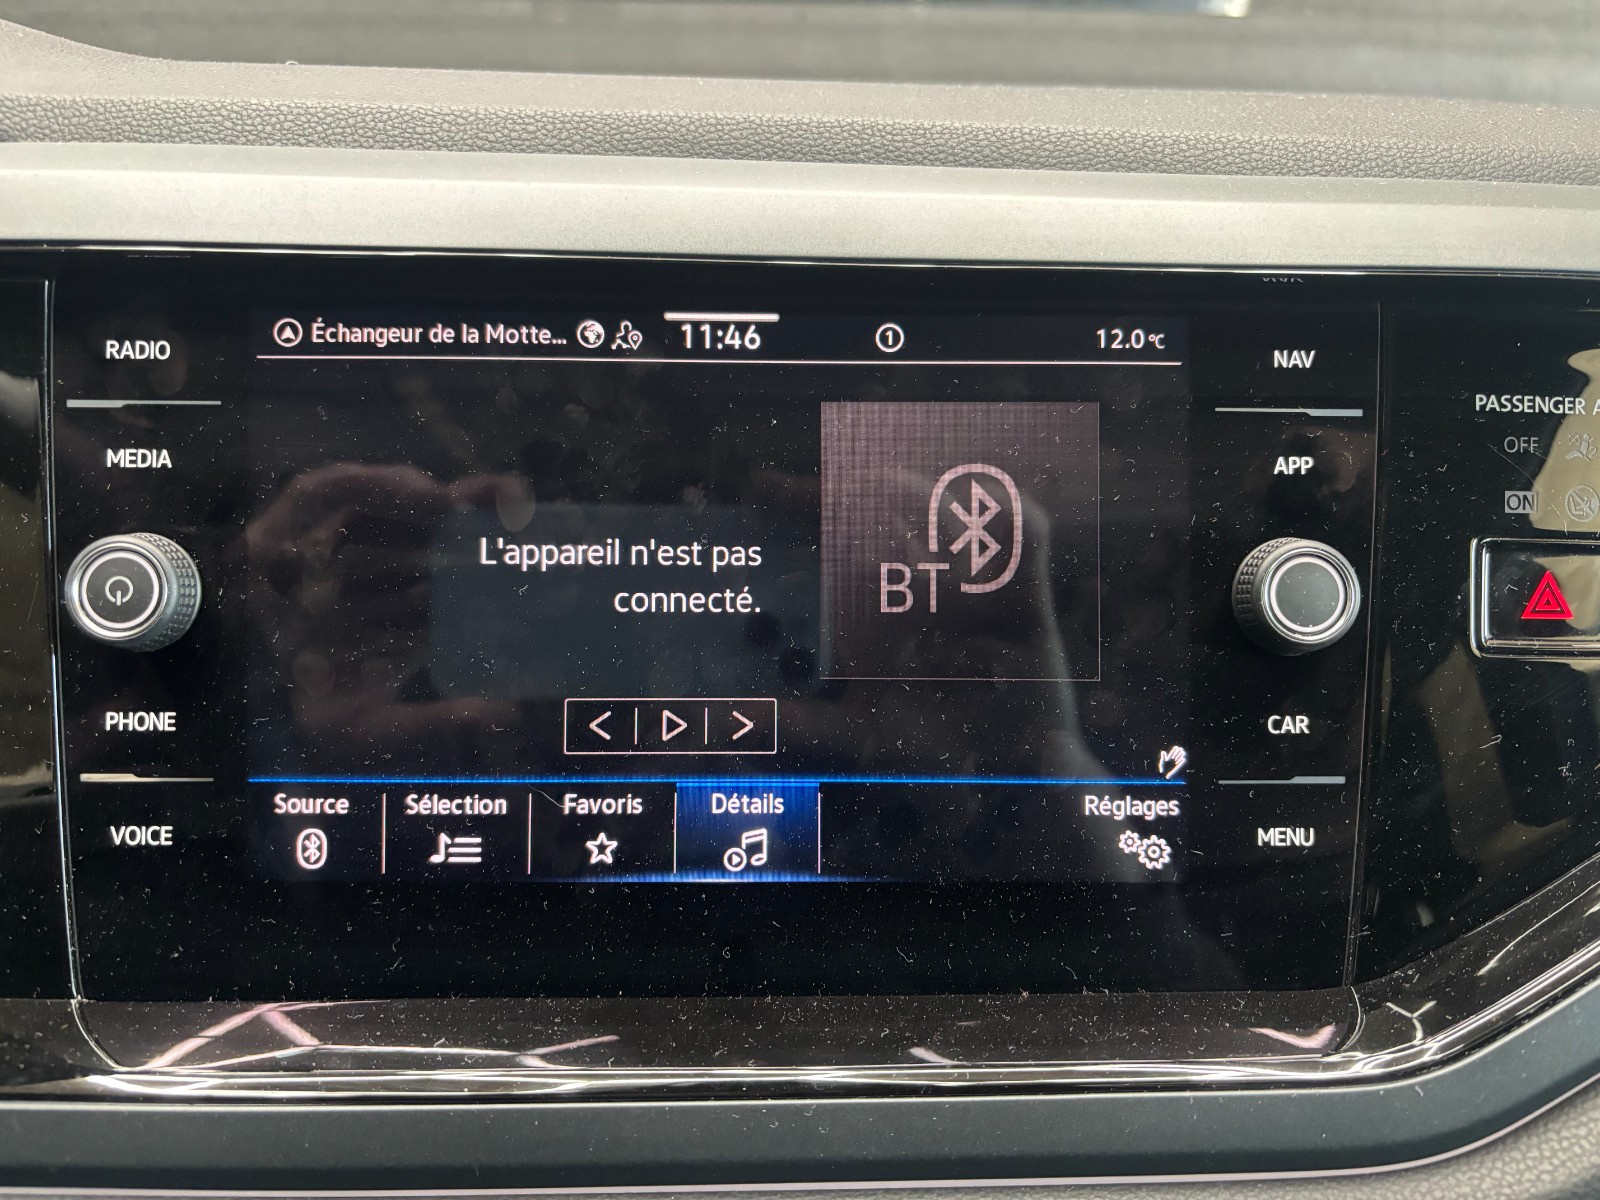 RADIO
MEDIA
PHONE
VOICE
Échangeur de la Motte...
11:46
1
12.0°C
L'appareil n'est pas
connecté.
BT
Source
Sélection
Favoris
Détails
Réglages
NAV
APP
CAR
MENU
PASSENGER
OFF
ON